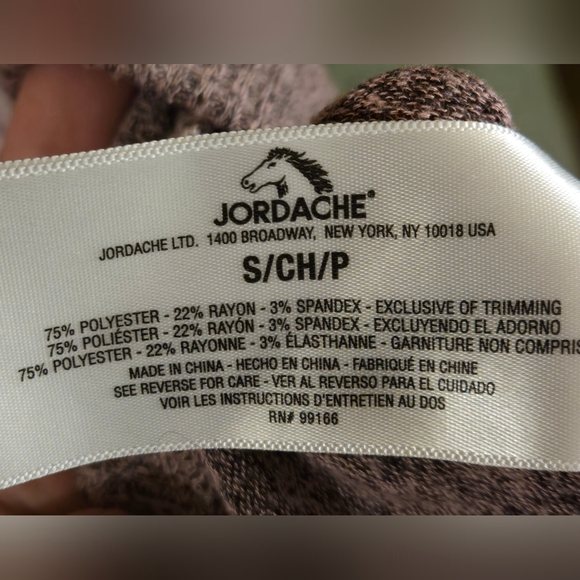 JORDACHE®
JORDACHE LTD. 1400 BROADWAY, NEW YORK, NY 10018 USA
S/CH/P
75% POLYESTER - 22% RAYON - 3% SPANDEX - EXCLUSIVE OF TRIMMING
75% POLIÉSTER - 22% RAYÓN - 3% SPANDEX - EXCLUYENDO EL ADORNO
75% POLYESTER - 22% RAYONNE - 3% ÉLASTHANNE - GARNITURE NON COMPRIS
MADE IN CHINA - HECHO EN CHINA - FABRIQUÉ EN CHINE
SEE REVERSE FOR CARE - VER AL REVERSO PARA EL CUIDADO
VOIR LES INSTRUCTIONS D'ENTRETIEN AU DOS
RN# 99166